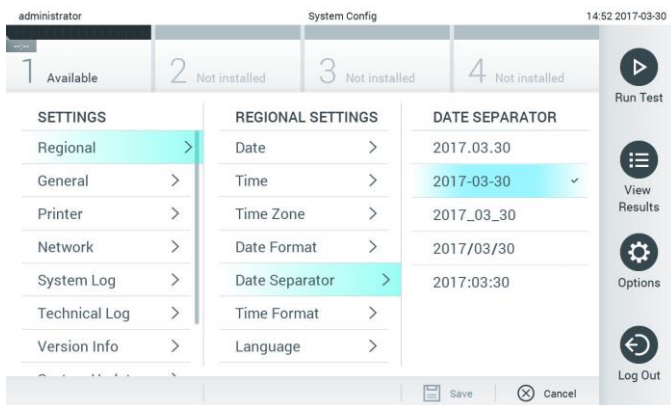 administrator
System Config
14:52 2017-03-30
--:--
1 Available
2 Not installed
3 Not installed
4 Not installed
SETTINGS
Regional
General
Printer
Network
System Log
Technical Log
Version Info
REGIONAL SETTINGS
Date
Time
Time Zone
Date Format
Date Separator
Time Format
Language
DATE SEPARATOR
2017.03.30
2017-03-30
2017_03_30
2017/03/30
2017:03:30
Run Test
View
Results
Options
Log Out
Save
Cancel